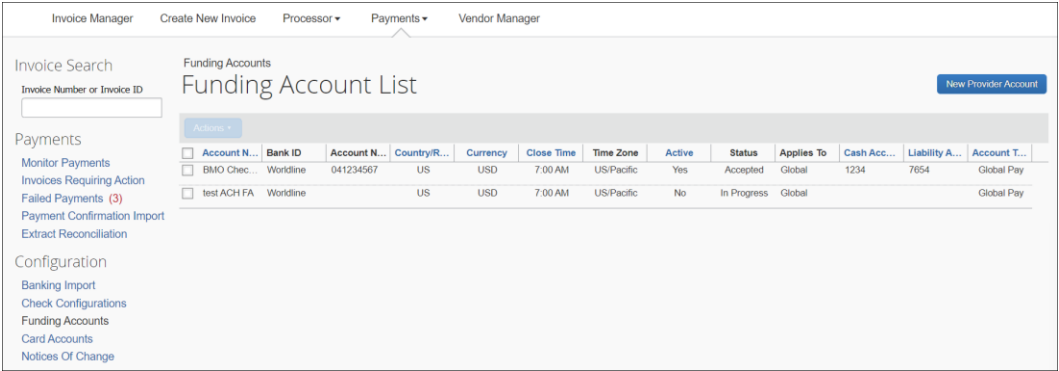 Invoice Manager Create New Invoice Processor Payments Vendor Manager
Invoice Search
Invoice Number or Invoice ID
Payments
Monitor Payments
Invoices Requiring Action
Failed Payments (3)
Payment Confirmation Import
Extract Reconciliation
Configuration
Banking Import
Check Configurations
Funding Accounts
Card Accounts
Notices Of Change
Funding Accounts
Funding Account List
New Provider Account
Actions
Account N... Bank ID Account N... Country/R... Currency Close Time Time Zone Active Status Applies To Cash Acc... Liability A... Account T...
BMO Chec... Worldline 041234567 US USD 7:00 AM US/Pacific Yes Accepted Global 1234 7654 Global Pay
test ACH FA Worldline US USD 7:00 AM US/Pacific No In Progress Global Global Pay